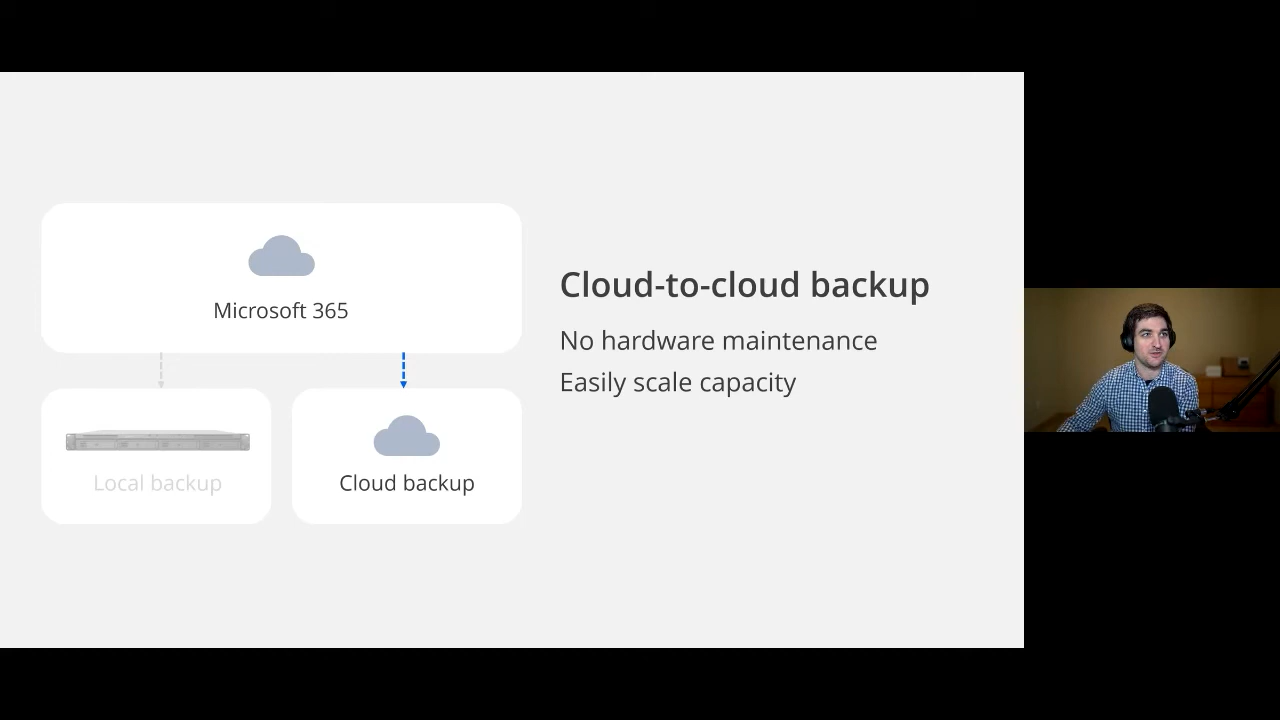 Microsoft 365
Local backup
Cloud backup
Cloud-to-cloud backup
No hardware maintenance
Easily scale capacity